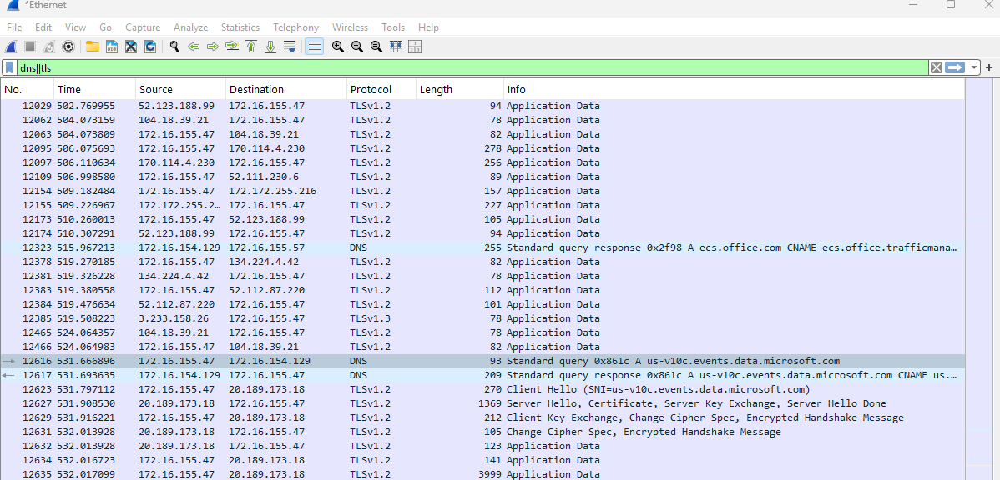 *Ethernet
File Edit View Go Capture Analyze Statistics Telephony Wireless Tools Help
dns||tls
No. Time Source Destination Protocol Length Info
12029 502.769955 52.123.188.99 172.16.155.47 TLSv1.2 94 Application Data
12062 504.073159 104.18.39.21 172.16.155.47 TLSv1.2 78 Application Data
12063 504.073809 172.16.155.47 104.18.39.21 TLSv1.2 82 Application Data
12095 506.075693 172.16.155.47 170.114.4.230 TLSv1.2 278 Application Data
12097 506.110634 170.114.4.230 172.16.155.47 TLSv1.2 256 Application Data
12109 506.998580 172.16.155.47 52.111.230.6 TLSv1.2 89 Application Data
12154 509.182484 172.16.155.47 172.172.255.216 TLSv1.2 157 Application Data
12155 509.226967 172.172.255.2… 172.16.155.47 TLSv1.2 227 Application Data
12173 510.260013 172.16.155.47 52.123.188.99 TLSv1.2 105 Application Data
12174 510.307291 52.123.188.99 172.16.155.47 TLSv1.2 94 Application Data
12323 515.967213 172.16.154.129 172.16.155.57 DNS 255 Standard query response 0x2f98 A ecs.office.com CNAME ecs.office.trafficmana…
12378 519.270185 172.16.155.47 134.224.4.42 TLSv1.2 82 Application Data
12381 519.326228 134.224.4.42 172.16.155.47 TLSv1.2 78 Application Data
12383 519.380558 172.16.155.47 52.112.87.220 TLSv1.2 112 Application Data
12384 519.476634 52.112.87.220 172.16.155.47 TLSv1.2 101 Application Data
12385 519.508223 3.233.158.26 172.16.155.47 TLSv1.3 78 Application Data
12465 524.064357 104.18.39.21 172.16.155.47 TLSv1.2 78 Application Data
12466 524.064983 172.16.155.47 104.18.39.21 TLSv1.2 82 Application Data
12616 531.666896 172.16.155.47 172.16.154.129 DNS 93 Standard query 0x861c A us-v10c.events.data.microsoft.com
12617 531.693635 172.16.154.129 172.16.155.47 DNS 209 Standard query response 0x861c A us-v10c.events.data.microsoft.com CNAME us.…
12623 531.797112 172.16.155.47 20.189.173.18 TLSv1.2 270 Client Hello (SNI=us-v10c.events.data.microsoft.com)
12627 531.908530 20.189.173.18 172.16.155.47 TLSv1.2 1369 Server Hello, Certificate, Server Key Exchange, Server Hello Done
12629 531.916221 172.16.155.47 20.189.173.18 TLSv1.2 212 Client Key Exchange, Change Cipher Spec, Encrypted Handshake Message
12631 532.013928 20.189.173.18 172.16.155.47 TLSv1.2 105 Change Cipher Spec, Encrypted Handshake Message
12632 532.013928 20.189.173.18 172.16.155.47 TLSv1.2 123 Application Data
12634 532.016723 172.16.155.47 20.189.173.18 TLSv1.2 141 Application Data
12635 532.017099 172.16.155.47 20.189.173.18 TLSv1.2 3999 Application Data